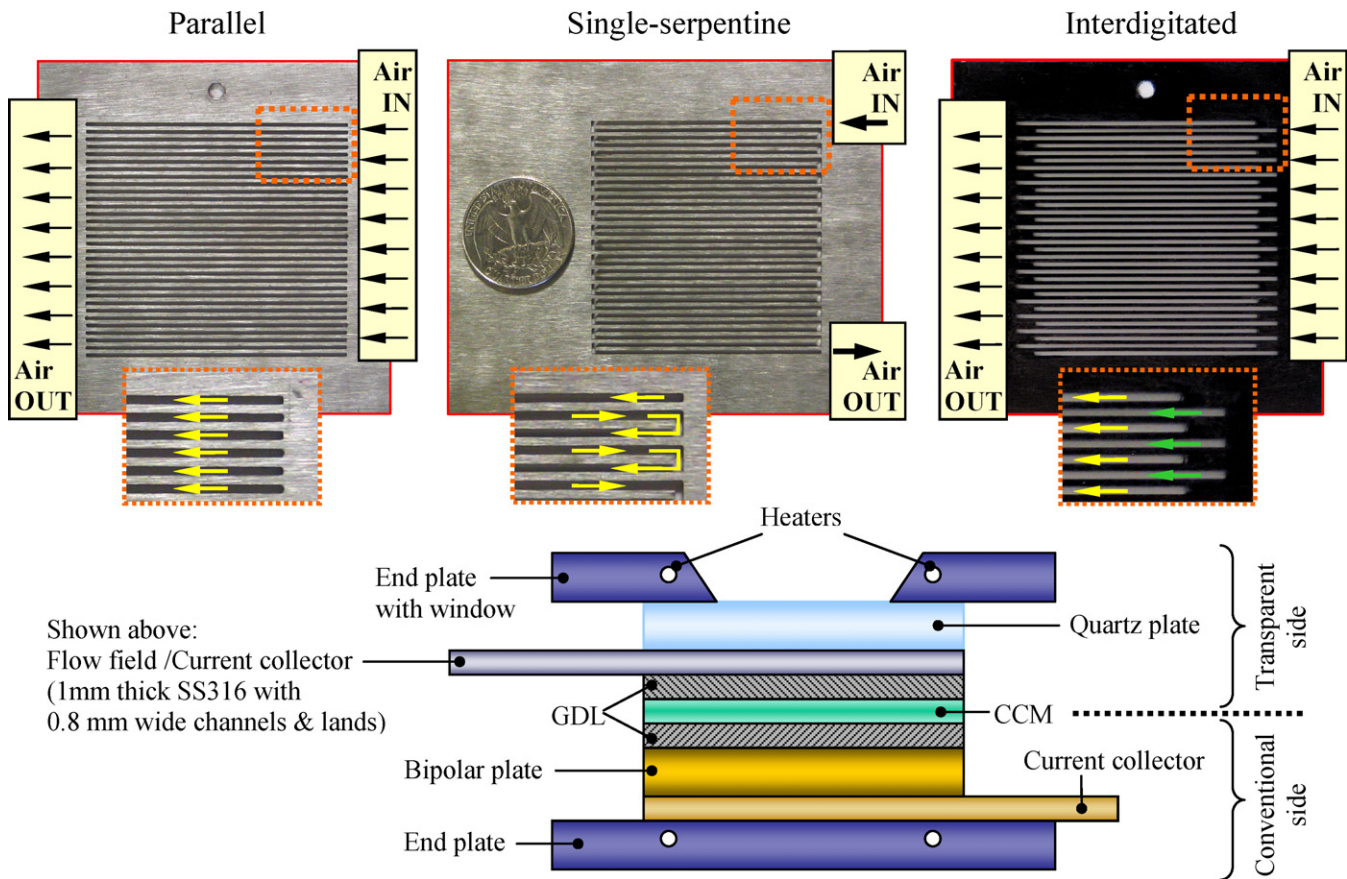 Parallel
Single-serpentine
Interdigitated
Air
IN
Air
OUT
Air
IN
Air
OUT
Air
IN
Air
OUT
Heaters
End plate
with window
Quartz plate
Shown above:
Flow field /Current collector
(1mm thick SS316 with
0.8 mm wide channels & lands)
GDL
CCM
Bipolar plate
Current collector
End plate
Transparent
side
Conventional
side